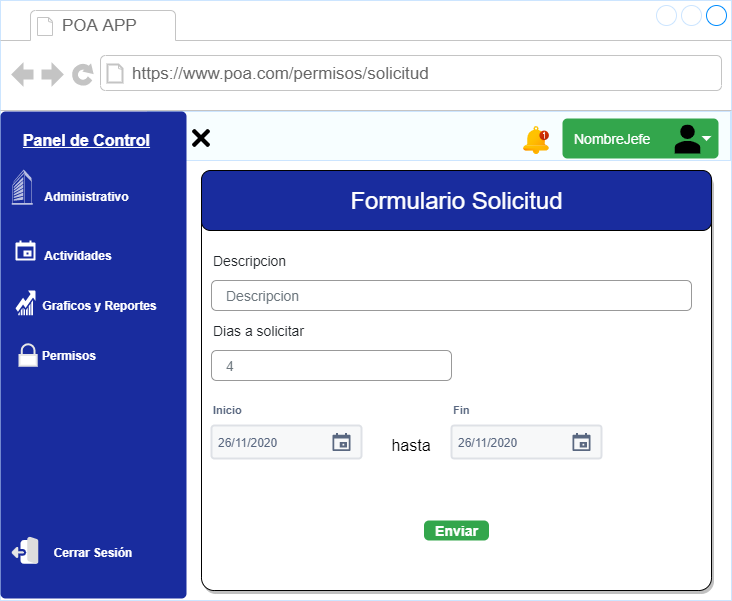 POA APP
https://www.poa.com/permisos/solicitud
Panel de Control
1
NombreJefe
Administrativo
Actividades
Graficos y Reportes
Permisos
Cerrar Sesión
Formulario Solicitud
Descripcion
Descripcion
Dias a solicitar
4
Inicio
Fin
26/11/2020
hasta
26/11/2020
Enviar